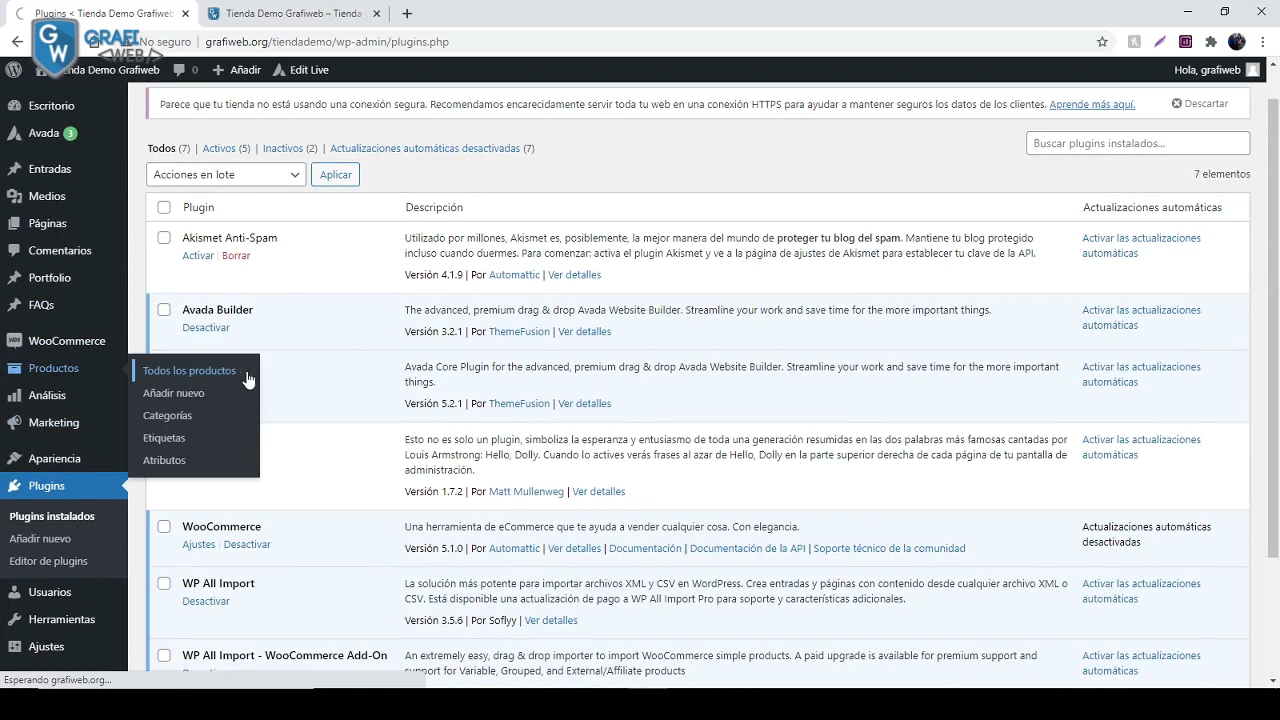 Plugins < Tienda Demo Grafiweb —
Tienda Demo Grafiweb – Tienda
GW GRAFI
WEB
No seguro
grafiweb.org/tiendademo/wp-admin/plugins.php
Tienda Demo Grafiweb
0
Añadir
Edit Live
Hola, grafiweb
Escritorio
Avada 3
Entradas
Medios
Páginas
Comentarios
Portfolio
FAQs
WooCommerce
Productos
Análisis
Marketing
Apariencia
Plugins
Plugins instalados
Añadir nuevo
Editor de plugins
Usuarios
Herramientas
Ajustes
Todos los productos
Añadir nuevo
Categorías
Etiquetas
Atributos
Parece que tu tienda no está usando una conexión segura. Recomendamos encarecidamente servir toda tu web en una conexión HTTPS para ayudar a mantener seguros los datos de los clientes. Aprende más aquí.
Descartar
Todos (7) | Activos (5) | Inactivos (2) | Actualizaciones automáticas desactivadas (7)
Buscar plugins instalados...
Acciones en lote
Aplicar
7 elementos
Plugin
Descripción
Actualizaciones automáticas
Akismet Anti-Spam
Activar | Borrar
Utilizado por millones, Akismet es, posiblemente, la mejor manera del mundo de proteger tu blog del spam. Mantiene tu blog protegido
incluso cuando duermes. Para comenzar: activa el plugin Akismet y ve a la página de ajustes de Akismet para establecer tu clave de la API.
Versión 4.1.9 | Por Automattic | Ver detalles
Activar las actualizaciones
automáticas
Avada Builder
Desactivar
The advanced, premium drag & drop Avada Website Builder. Streamline your work and save time for the more important things.
Versión 3.2.1 | Por ThemeFusion | Ver detalles
Activar las actualizaciones
automáticas
Avada Core Plugin for the advanced, premium drag & drop Avada Website Builder. Streamline your work and save time for the more important
things.
Versión 5.2.1 | Por ThemeFusion | Ver detalles
Activar las actualizaciones
automáticas
Esto no es solo un plugin, simboliza la esperanza y entusiasmo de toda una generación resumidas en las dos palabras más famosas cantadas por
Louis Armstrong: Hello, Dolly. Cuando lo actives verás frases al azar de Hello, Dolly en la parte superior derecha de cada página de tu pantalla de
administración.
Versión 1.7.2 | Por Matt Mullenweg | Ver detalles
Activar las actualizaciones
automáticas
WooCommerce
Ajustes | Desactivar
Una herramienta de eCommerce que te ayuda a vender cualquier cosa. Con elegancia.
Versión 5.1.0 | Por Automattic | Ver detalles | Documentación | Documentación de la API | Soporte técnico de la comunidad
Actualizaciones automáticas
desactivadas
WP All Import
Desactivar
La solución más potente para importar archivos XML y CSV en WordPress. Crea entradas y páginas con contenido desde cualquier archivo XML o
CSV. Está disponible una actualización de pago a WP All Import Pro para soporte y características adicionales.
Versión 3.5.6 | Por Soflyy | Ver detalles
Activar las actualizaciones
automáticas
WP All Import - WooCommerce Add-On
An extremely easy, drag & drop importer to import WooCommerce simple products. A paid upgrade is available for premium support and
support for Variable, Grouped, and External/Affiliate products
Activar las actualizaciones
automáticas
Esperando grafiweb.org...